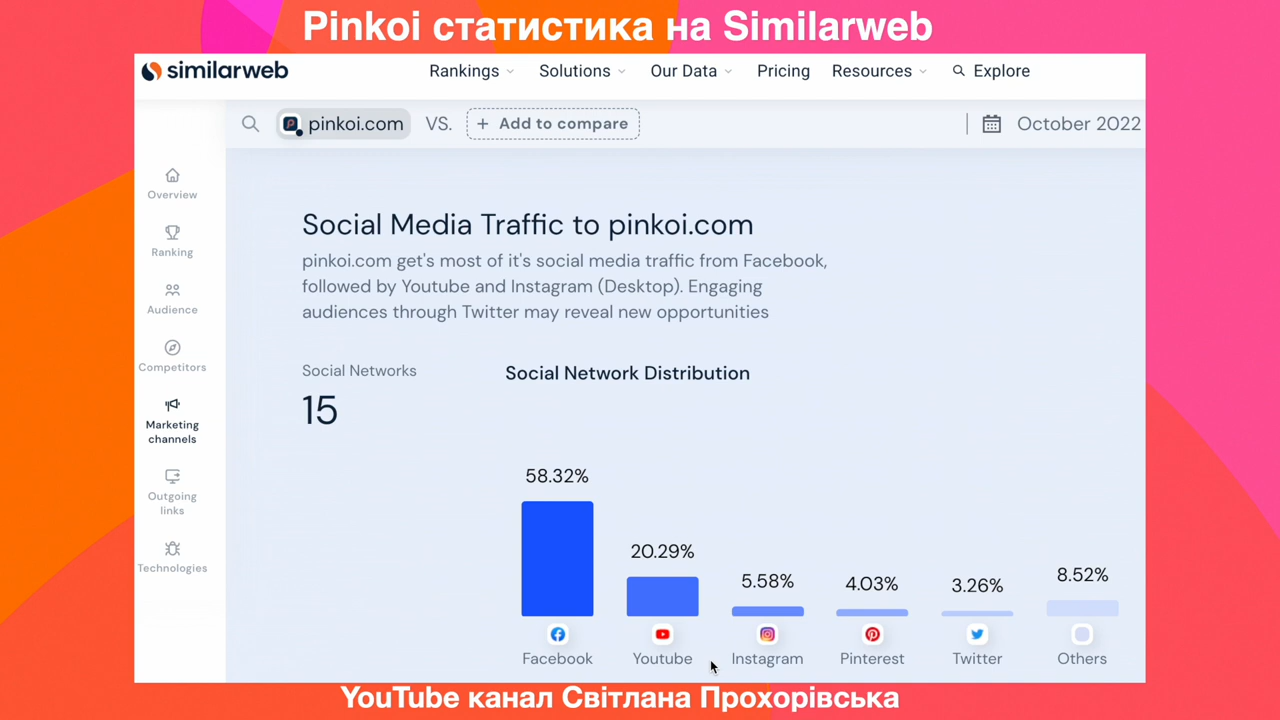 Pinkoi статистика на Similarweb
similarweb
Rankings
Solutions
Our Data
Pricing
Resources
Explore
pinkoi.com
VS.
+ Add to compare
October 2022
Overview
Ranking
Audience
Competitors
Marketing
channels
Outgoing
links
Technologies
Social Media Traffic to pinkoi.com
pinkoi.com get's most of it's social media traffic from Facebook,
followed by Youtube and Instagram (Desktop). Engaging
audiences through Twitter may reveal new opportunities
Social Networks
15
Social Network Distribution
58.32%
20.29%
5.58%
4.03%
3.26%
8.52%
Facebook
Youtube
Instagram
Pinterest
Twitter
Others
YouTube канал Світлана Прохорівська